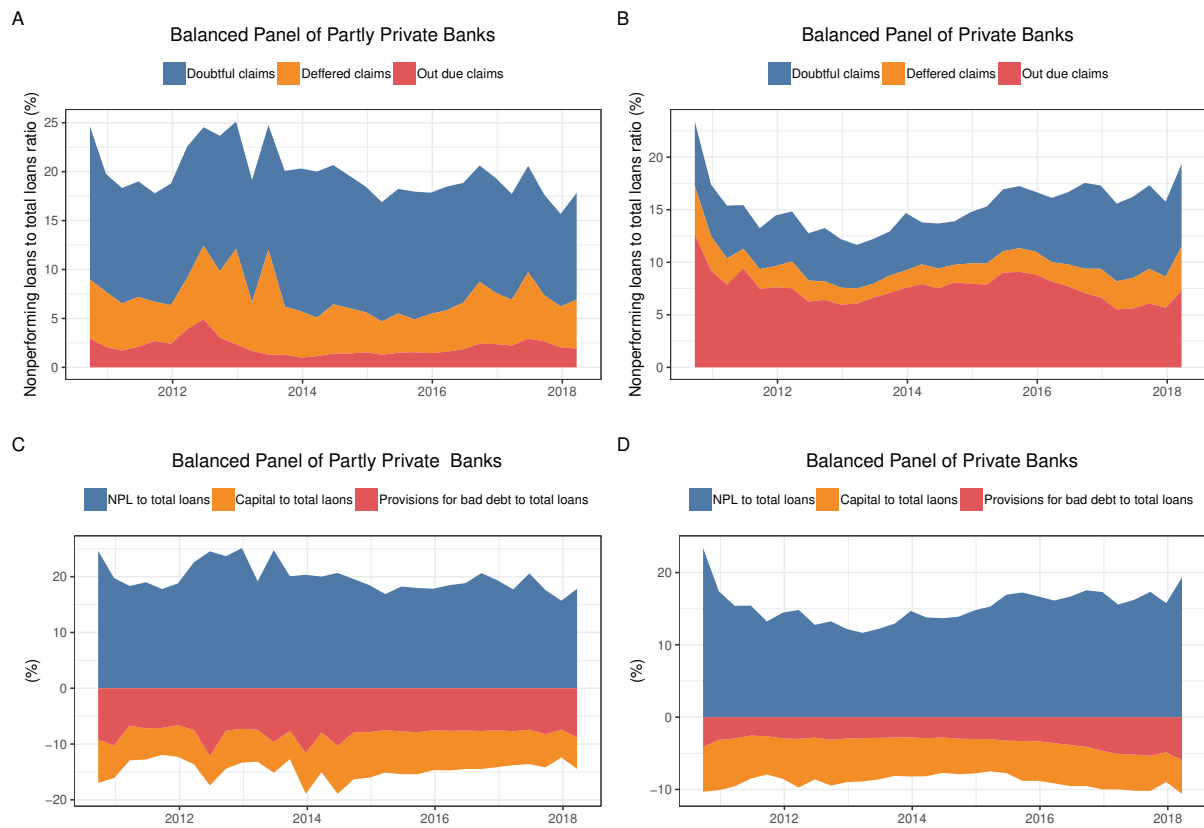 A
Balanced Panel of Partly Private Banks
Doubtful claims Deffered claims Out due claims
Nonperforming loans to total loans ratio (%)
25
20
15
10
5
0
2012 2014 2016 2018
B
Balanced Panel of Private Banks
Doubtful claims Deffered claims Out due claims
Nonperforming loans to total loans ratio (%)
20
15
10
5
0
2012 2014 2016 2018
C
Balanced Panel of Partly Private Banks
NPL to total loans Capital to total laons Provisions for bad debt to total loans
(%)
20
10
0
−10
−20
2012 2014 2016 2018
D
Balanced Panel of Private Banks
NPL to total loans Capital to total laons Provisions for bad debt to total loans
(%)
20
10
0
−10
2012 2014 2016 2018